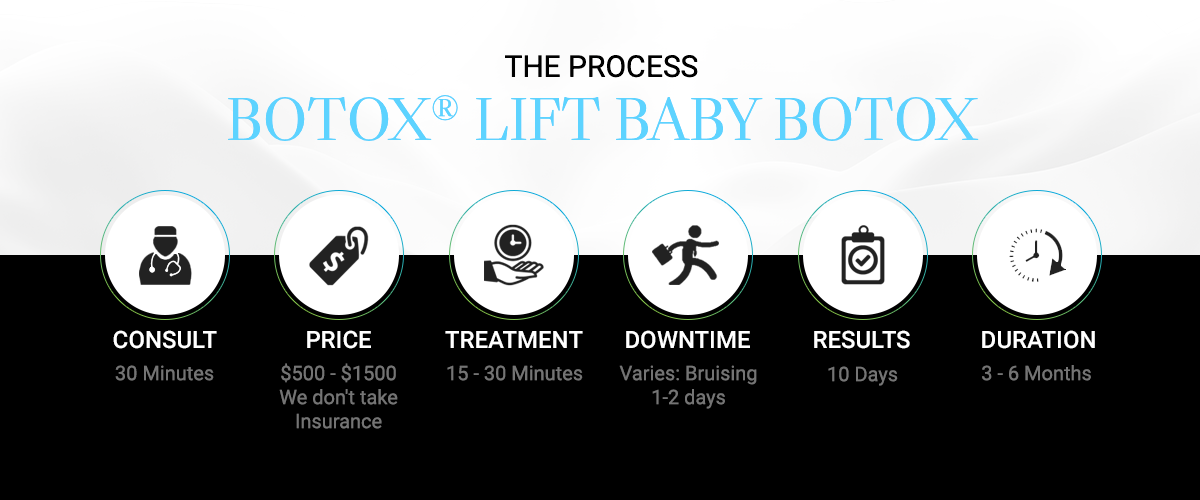 THE PROCESS
BOTOX® LIFT BABY BOTOX
CONSULT
30 Minutes
PRICE
$500 - $1500
We don't take
Insurance
TREATMENT
15 - 30 Minutes
DOWNTIME
Varies: Bruising
1-2 days
RESULTS
10 Days
DURATION
3 - 6 Months